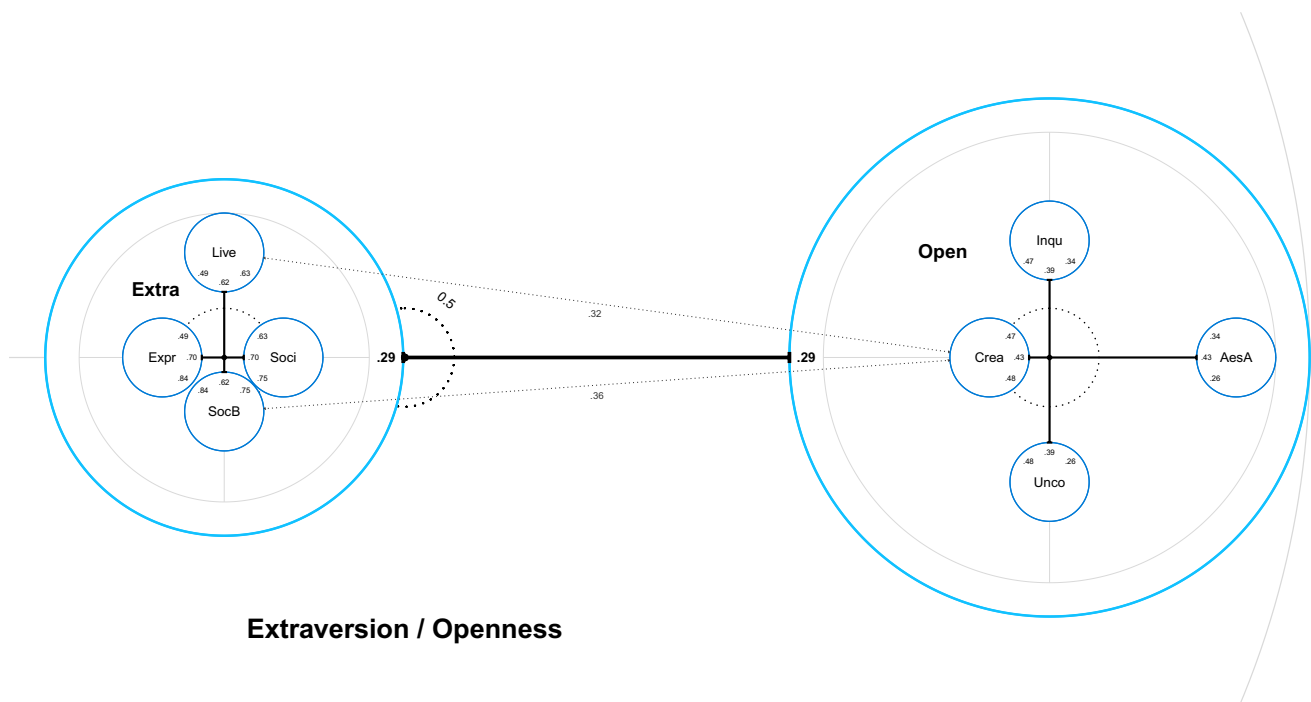 Live
.49 .62 .63
Extra
0.5
.49
Expr .70
.84
.63
.70 Soci
.75
.62
.84 .75
SocB
.29
.29
.32
.36
Open
Inqu
.47 .39 .34
.47
Crea .43
.48
.34
.43 AesA
.26
.39
.48 .26
Unco
Extraversion / Openness